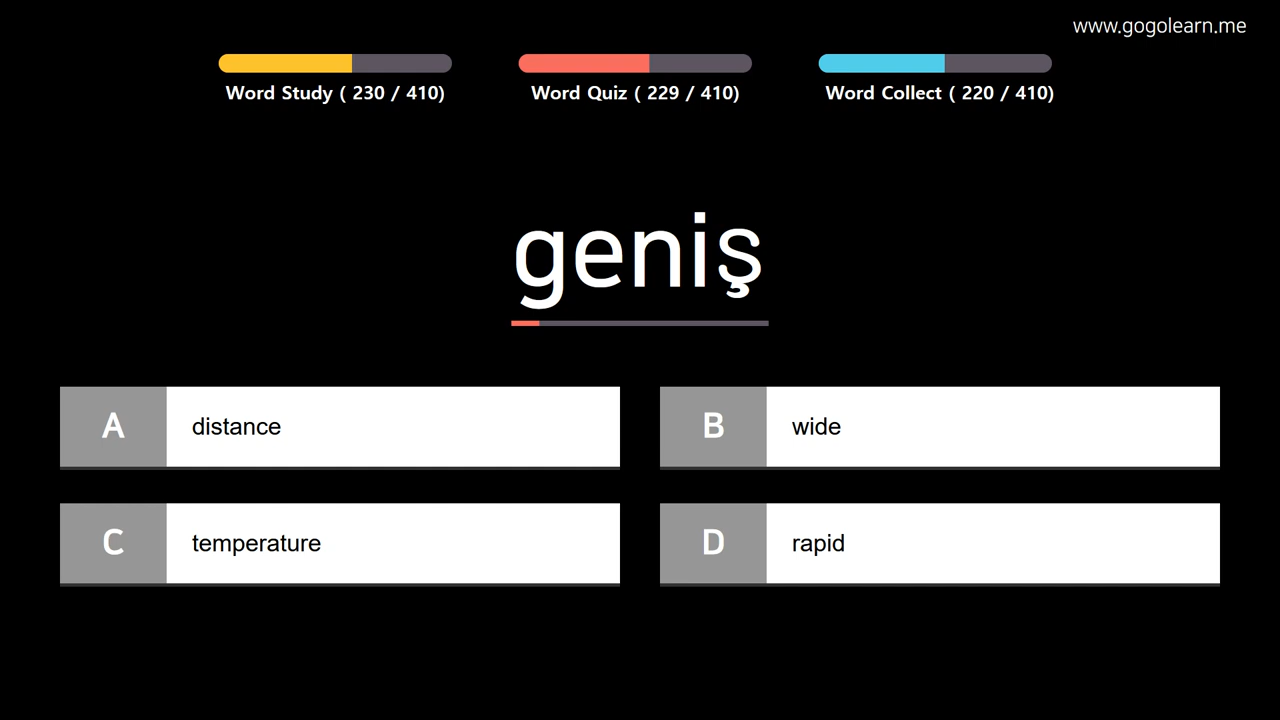 www.gogolearn.me
Word Study ( 230 / 410)
Word Quiz ( 229 / 410)
Word Collect ( 220 / 410)
geniş
A distance
B wide
C temperature
D rapid